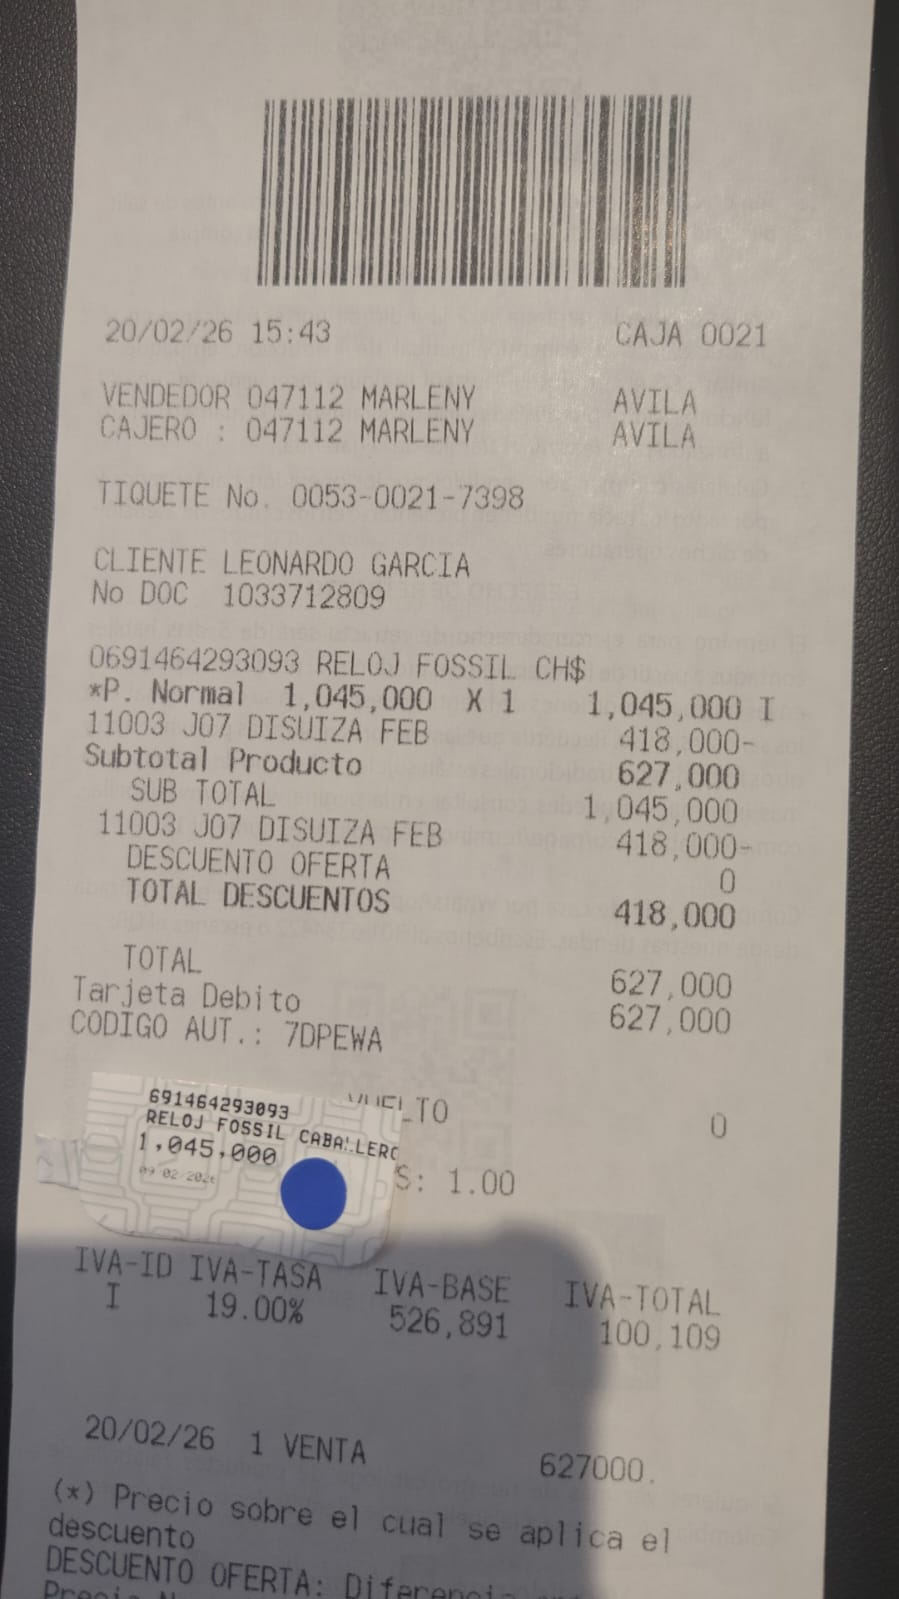 20/02/26 15:43 CAJA 0021
VENDEDOR 047112 MARLENY AVILA
CAJERO : 047112 MARLENY AVILA
TIQUETE No. 0053-0021-7398
CLIENTE LEONARDO GARCIA
No DOC 1033712809
0691464293093 RELOJ FOSSIL CH$
*P. Normal 1,045,000 X 1 1,045,000 I
11003 J07 DISUIZA FEB 418,000-
Subtotal Producto 627,000
SUB TOTAL 1,045,000
11003 J07 DISUIZA FEB 418,000-
DESCUENTO OFERTA 0
TOTAL DESCUENTOS 418,000
TOTAL 627,000
Tarjeta Debito 627,000
CODIGO AUT.: 7DPEWA
VUELTO 0
691464293093
RELOJ FOSSIL CABALLERO
1,045,000
09/02/2026
S: 1.00
IVA-ID IVA-TASA IVA-BASE IVA-TOTAL
I 19.00% 526,891 100,109
20/02/26 1 VENTA 627000.
(*) Precio sobre el cual se aplica el
descuento
DESCUENTO OFERTA: